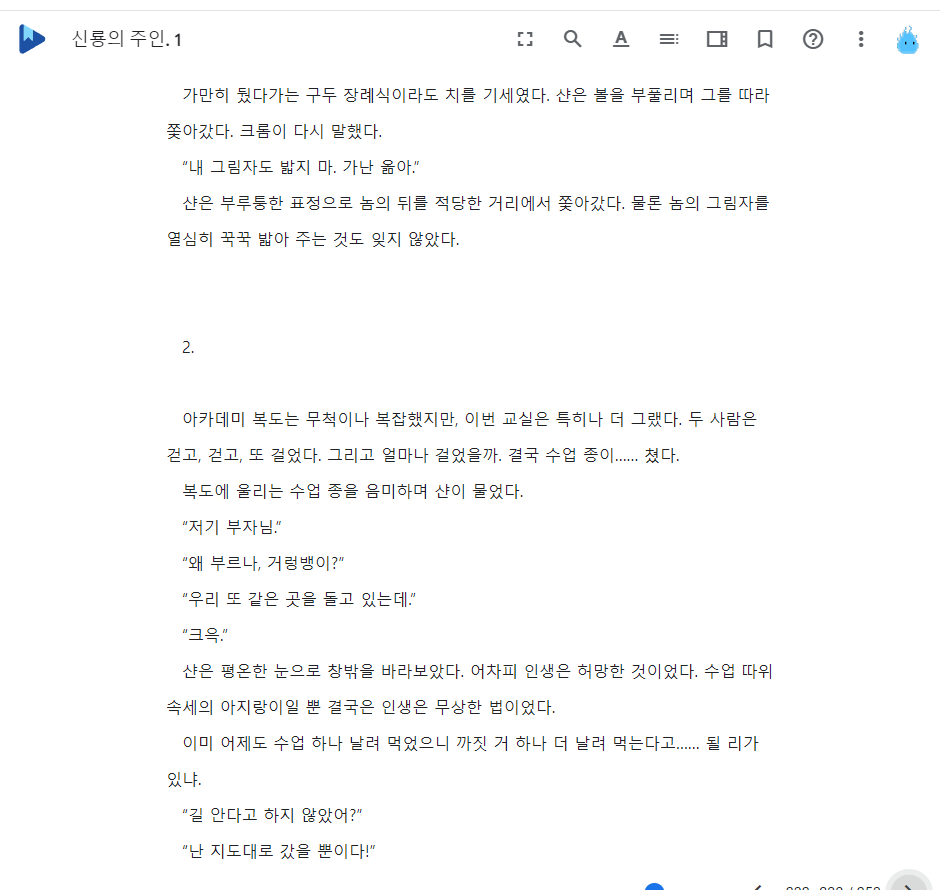 신룡의 주인. 1
가만히 뒀다가는 구두 장례식이라도 치를 기세였다. 샨은 볼을 부풀리며 그를 따라
쫓아갔다. 크롬이 다시 말했다.
“내 그림자도 밟지 마. 가난 옮아.”
샨은 부루퉁한 표정으로 놈의 뒤를 적당한 거리에서 쫓아갔다. 물론 놈의 그림자를
열심히 꾹꾹 밟아 주는 것도 잊지 않았다.
2.
아카데미 복도는 무척이나 복잡했지만, 이번 교실은 특히나 더 그랬다. 두 사람은
걷고, 걷고, 또 걸었다. 그리고 얼마나 걸었을까. 결국 수업 종이...... 쳤다.
복도에 울리는 수업 종을 음미하며 샨이 물었다.
“저기 부자님.”
“왜 부르나, 거렁뱅이?”
“우리 또 같은 곳을 돌고 있는데.”
“크윽.”
샨은 평온한 눈으로 창밖을 바라보았다. 어차피 인생은 허망한 것이었다. 수업 따위
속세의 아지랑이일 뿐 결국은 인생은 무상한 법이었다.
이미 어제도 수업 하나 날려 먹었으니 까짓 거 하나 더 날려 먹는다고...... 될 리가
있냐.
“길 안다고 하지 않았어?”
“난 지도대로 갔을 뿐이다!”